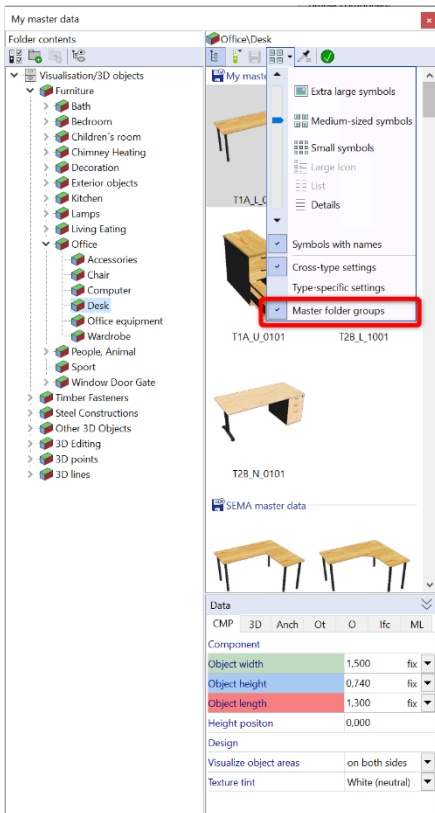 My master data
Folder contents
Office\Desk
Visualisation/3D objects
Furniture
Bath
Bedroom
Children´s room
Chimney Heating
Decoration
Exterior objects
Kitchen
Lamps
Living Eating
Office
Accessories
Chair
Computer
Desk
Office equipment
Wardrobe
People, Animal
Sport
Window Door Gate
Timber Fasteners
Steel Constructions
Other 3D Objects
3D Editing
3D points
3D lines
My maste
T1A_L_0
Extra large symbols
Medium-sized symbols
Small symbols
Large Icon
List
Details
Symbols with names
Cross-type settings
Type-specific settings
Master folder groups
T1A_U_0101 T2B_L_1001
T2B_N_0101
SEMA master data
Data
CMP 3D Anch Ot O Ifc ML
Component
Object width 1,500 fix
Object height 0,740 fix
Object length 1,300 fix
Height positon 0,000
Design
Visualize object areas on both sides
Texture tint White (neutral)